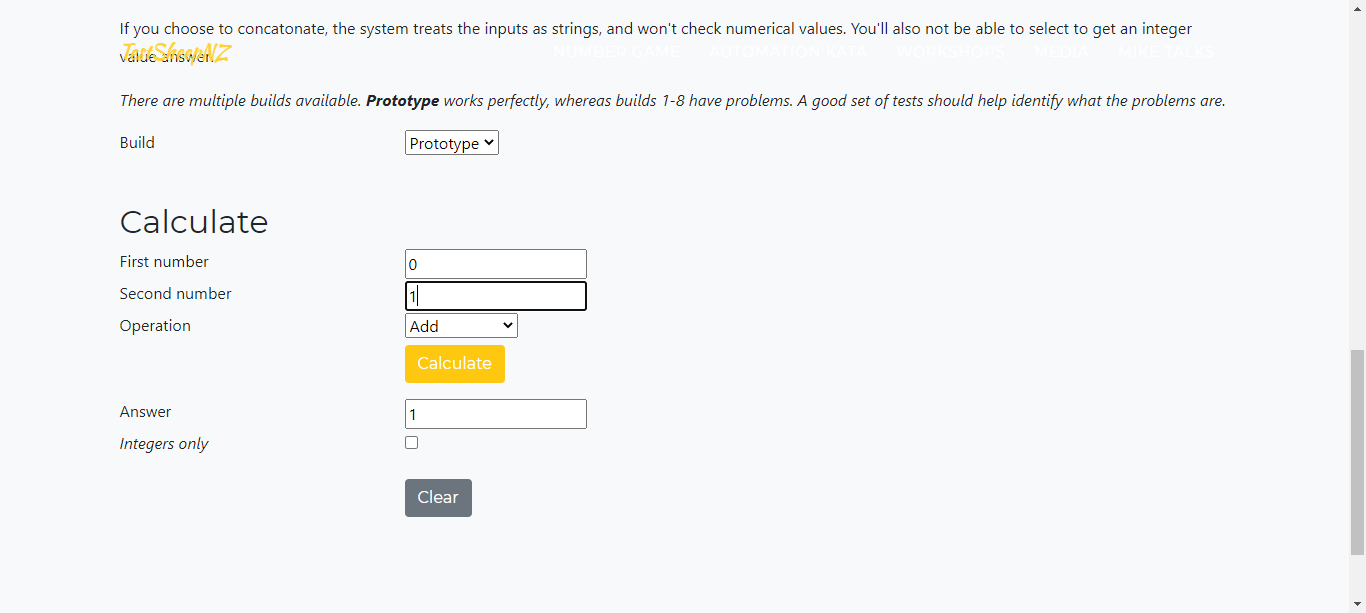 If you choose to concatonate, the system treats the inputs as strings, and won't check numerical values. You'll also not be able to select to get an integer
TestSheepNZ NUMBER GAME AUTOMATION MEDIA MIKE TALKS
value answer.
There are multiple builds available. Prototype works perfectly, whereas builds 1-8 have problems. A good set of tests should help identify what the problems are.
Build Prototype
Calculate
First number 0
Second number 1
Operation Add
Calculate
Answer 1
Integers only
Clear